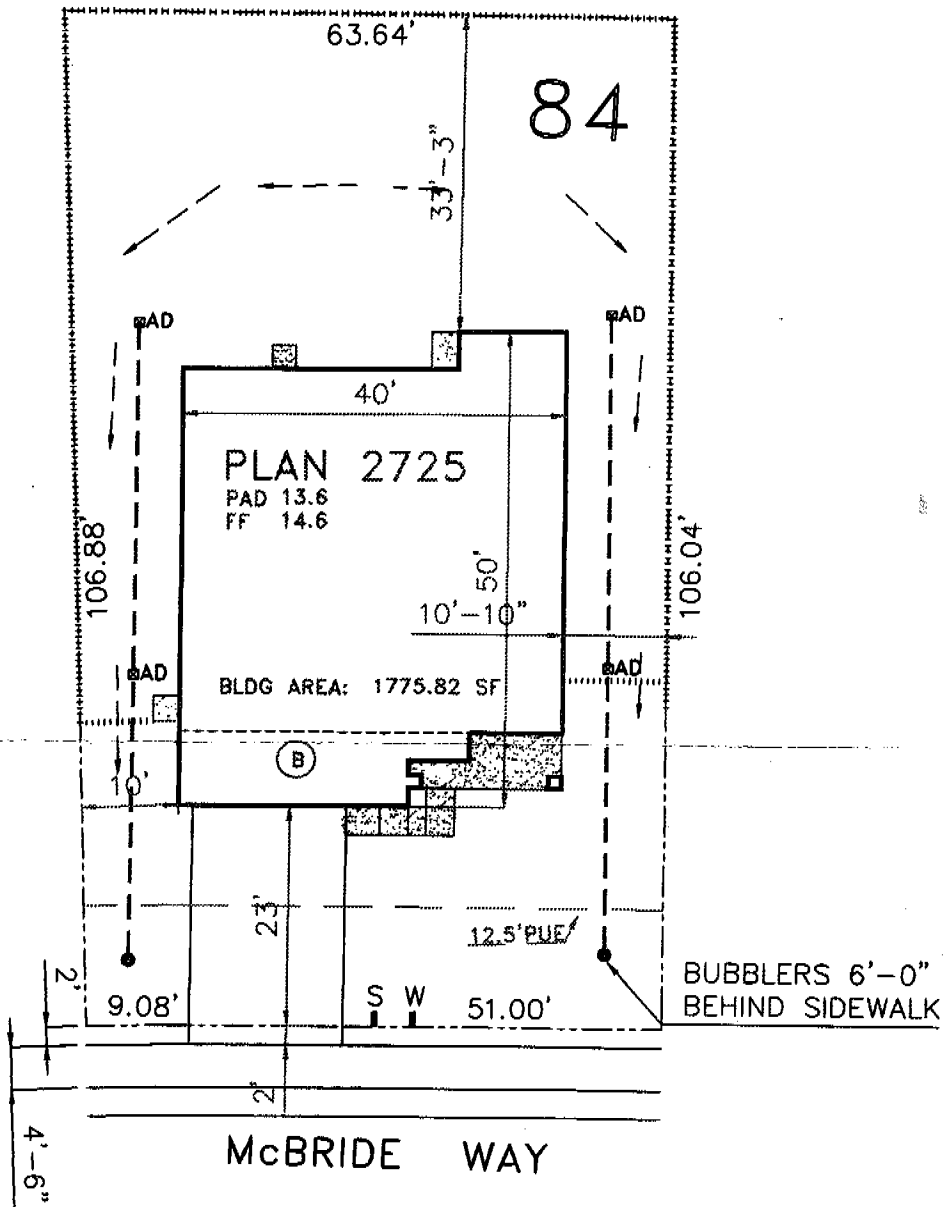 63.64'
84
33'-3"
AD
AD
40'
PLAN 2725
PAD 13.6
FF 14.6
106.88'
50'
106.04'
10'-10"
AD
AD
BLDG AREA: 1775.82 SF
B
10'
23'
12.5'PUE
2'
9.08'
S W
51.00'
BUBBLERS 6'-0"
BEHIND SIDEWALK
2'
4'-6"
McBRIDE WAY